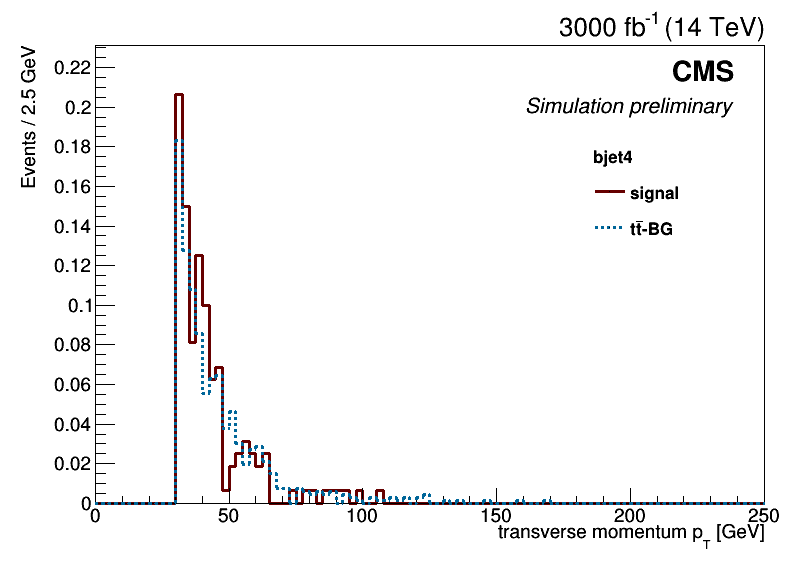 3000 fb⁻¹ (14 TeV)
Events / 2.5 GeV
CMS
Simulation preliminary
bjet4
signal
tt̄-BG
0.22
0.2
0.18
0.16
0.14
0.12
0.1
0.08
0.06
0.04
0.02
0
0 50 100 150 200 250
transverse momentum p_T [GeV]